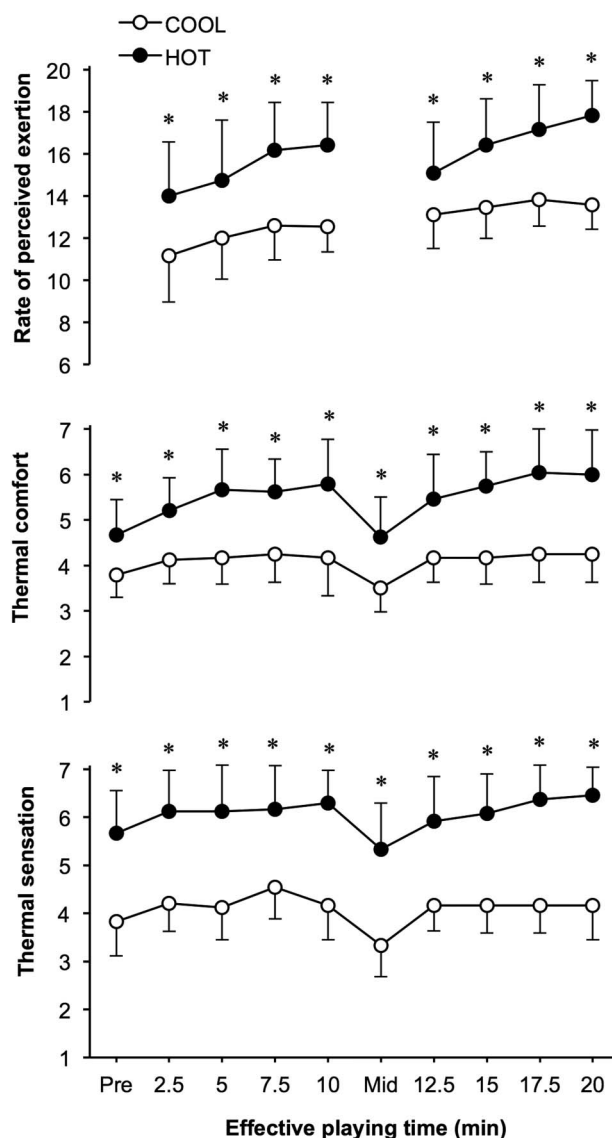 COOL
HOT
Rate of perceived exertion
20
18
16
14
12
10
8
6
* * * * * * * *
Thermal comfort
7
6
5
4
3
2
1
* * * * * * * * * *
Thermal sensation
7
6
5
4
3
2
1
* * * * * * * * * *
Pre 2.5 5 7.5 10 Mid 12.5 15 17.5 20
Effective playing time (min)